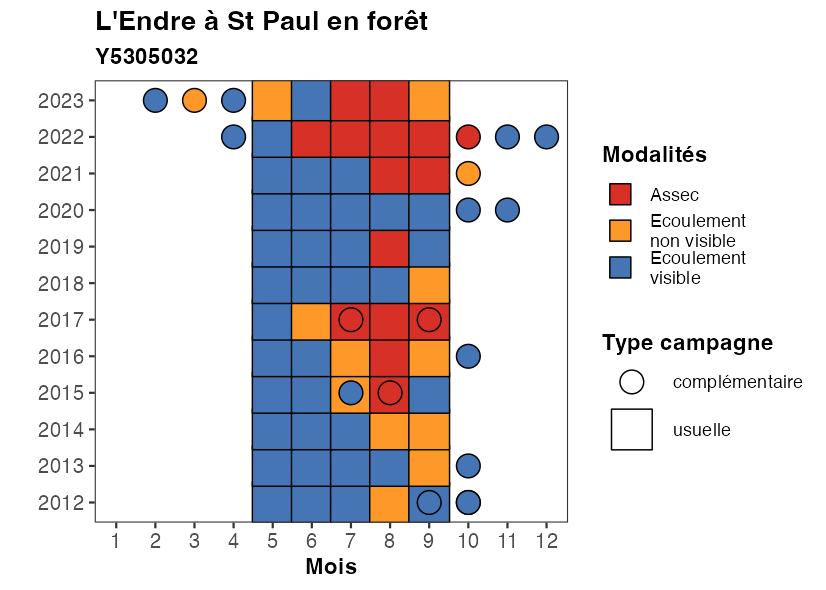 L'Endre à St Paul en forêt
Y5305032
2023
2022
2021
2020
2019
2018
2017
2016
2015
2014
2013
2012
1 2 3 4 5 6 7 8 9 10 11 12
Mois
Modalités
Assec
Ecoulement
non visible
Ecoulement
visible
Type campagne
complémentaire
usuelle